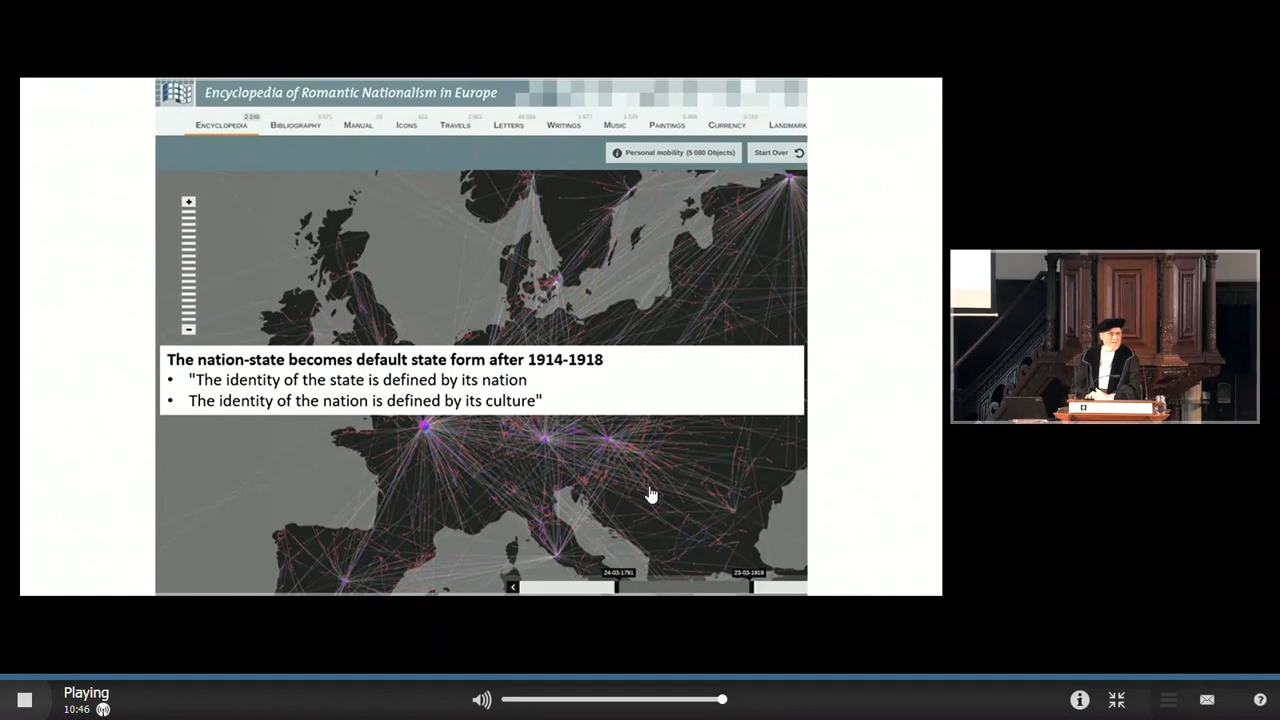 Encyclopedia of Romantic Nationalism in Europe
2 248
ENCYCLOPEDIA BIBLIOGRAPHY MANUAL ICONS TRAVELS LETTERS WRITINGS MUSIC PAINTINGS CURRENCY LANDMARK
Personal mobility (5 080 Objects) Start Over
+
-
The nation-state becomes default state form after 1914-1918
• "The identity of the state is defined by its nation
• The identity of the nation is defined by its culture"
24-03-1791 23-03-1919
Playing
10:46